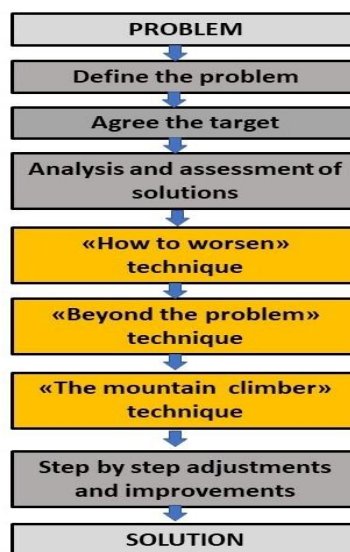 PROBLEM
Define the problem
Agree the target
Analysis and assessment of
solutions
«How to worsen»
technique
«Beyond the problem»
technique
«The mountain climber»
technique
Step by step adjustments
and improvements
SOLUTION